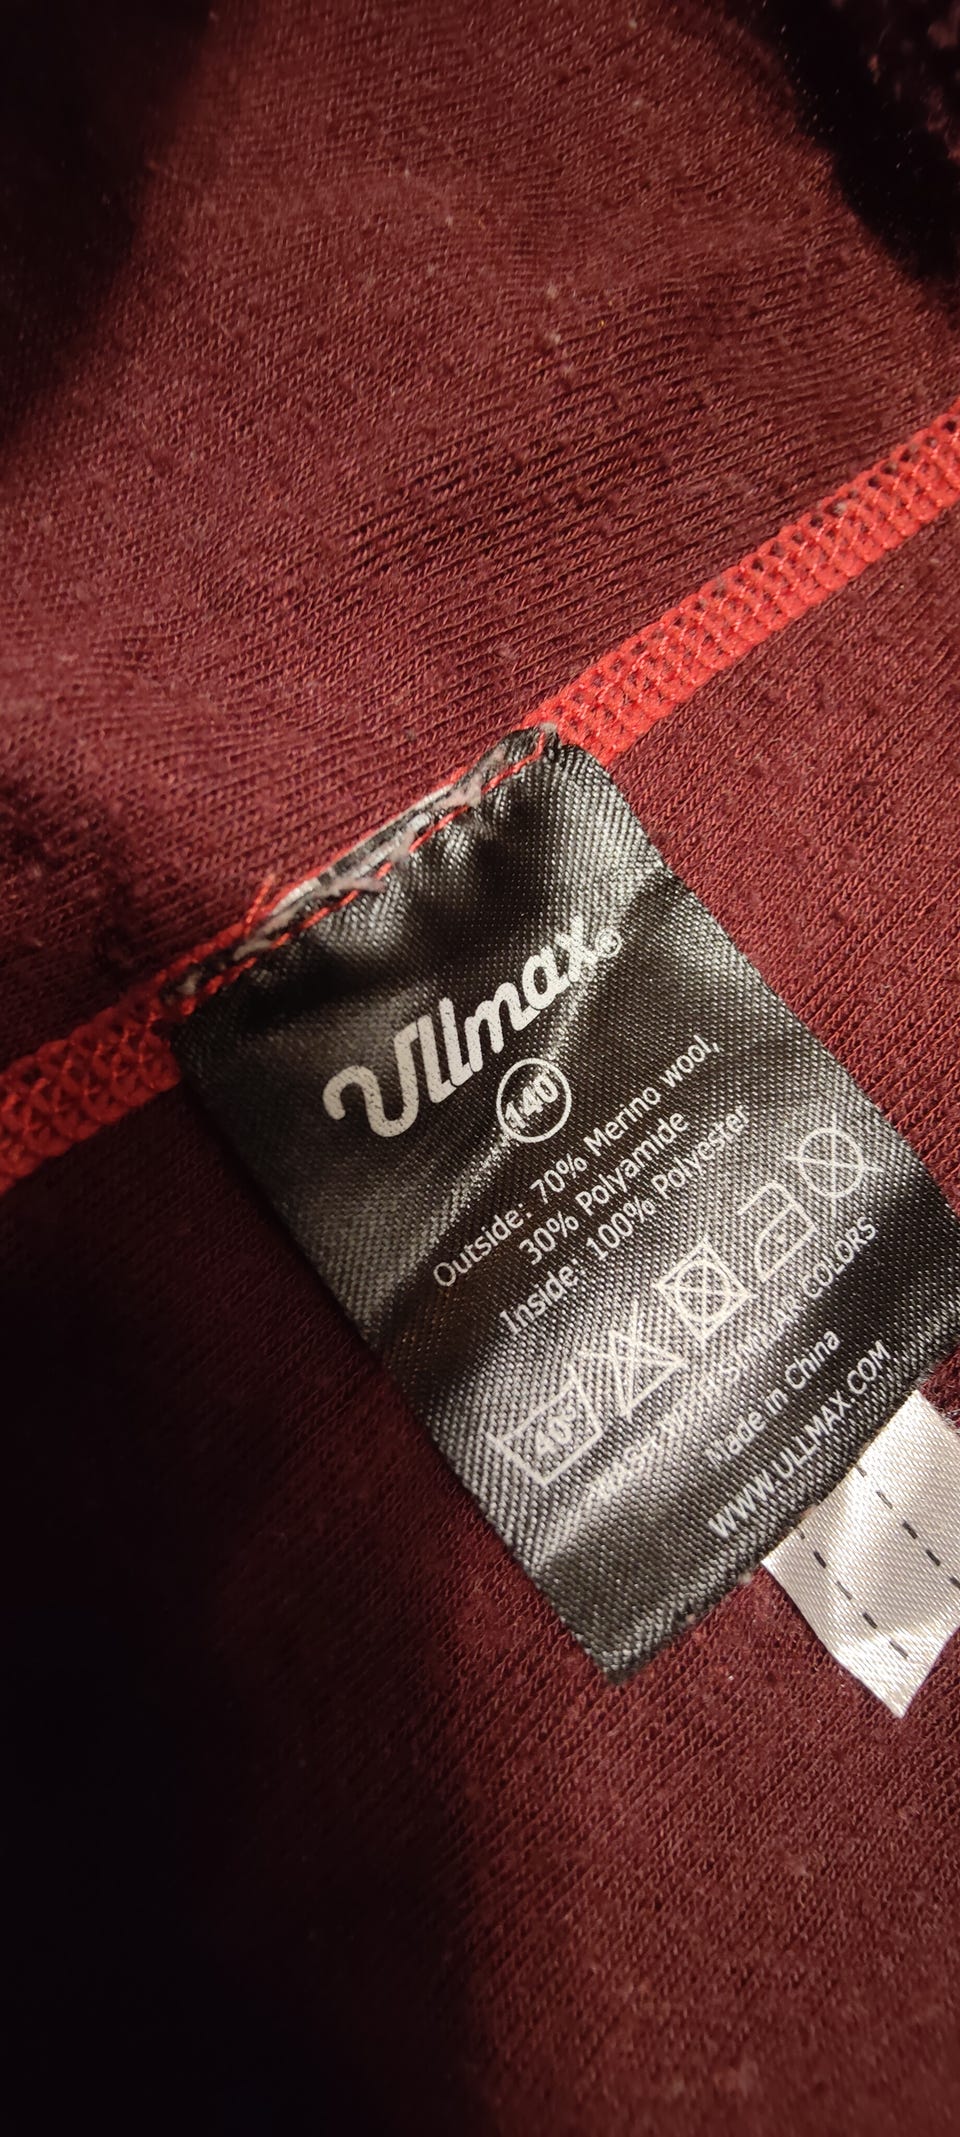 Ullmax®
140
Outside: 70% Merino wool,
30% Polyamide
Inside: 100% Polyester
40°
WASH WITH SIMILAR COLORS
Made in China
WWW.ULLMAX.COM